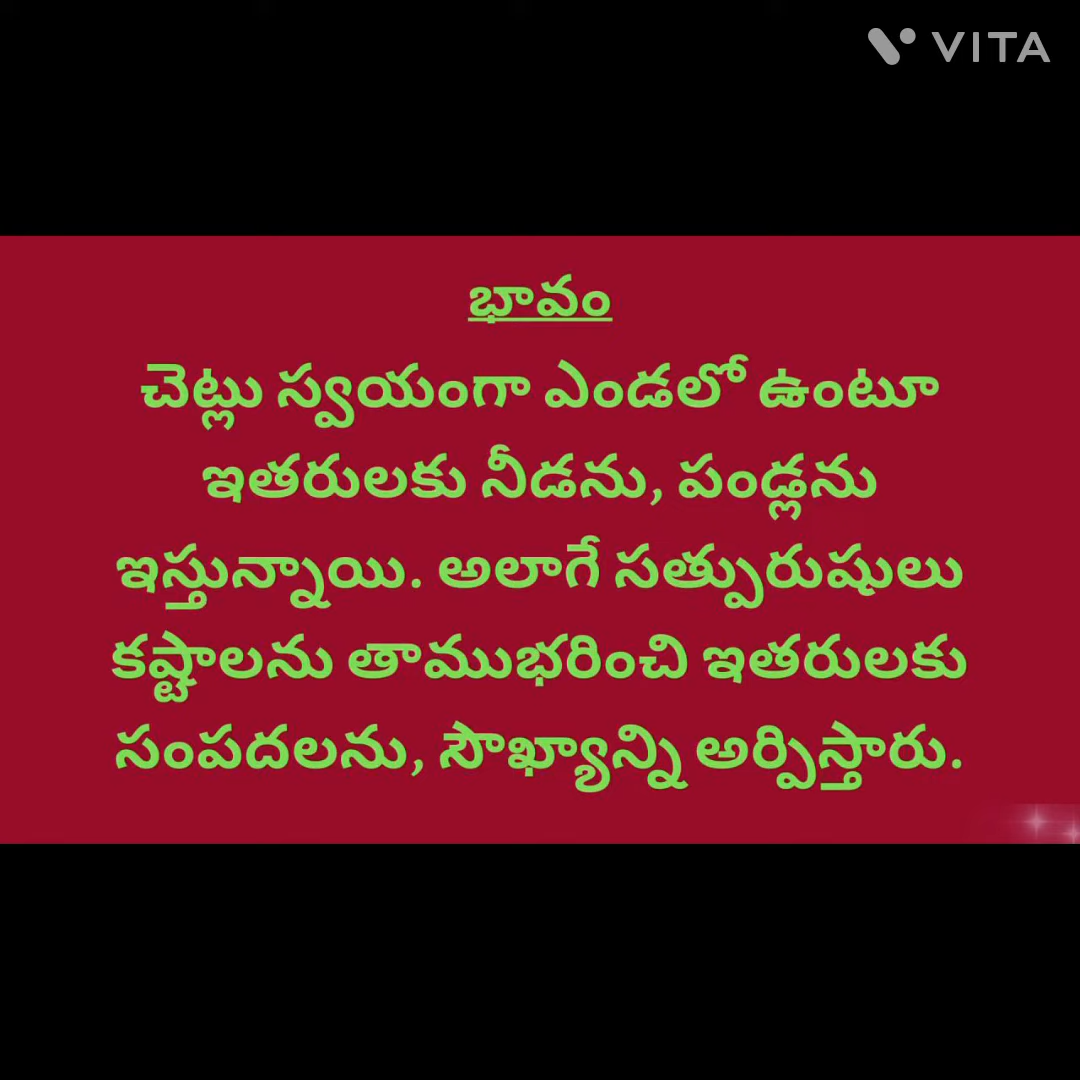 VITA
భావం
చెట్లు స్వయంగా ఎండలో ఉంటూ
ఇతరులకు నీడను, పండ్లను
ఇస్తున్నాయి. అలాగే సత్పురుషులు
కష్టాలను తాముభరించి ఇతరులకు
సంపదలను, సౌఖ్యాన్ని అర్పిస్తారు.